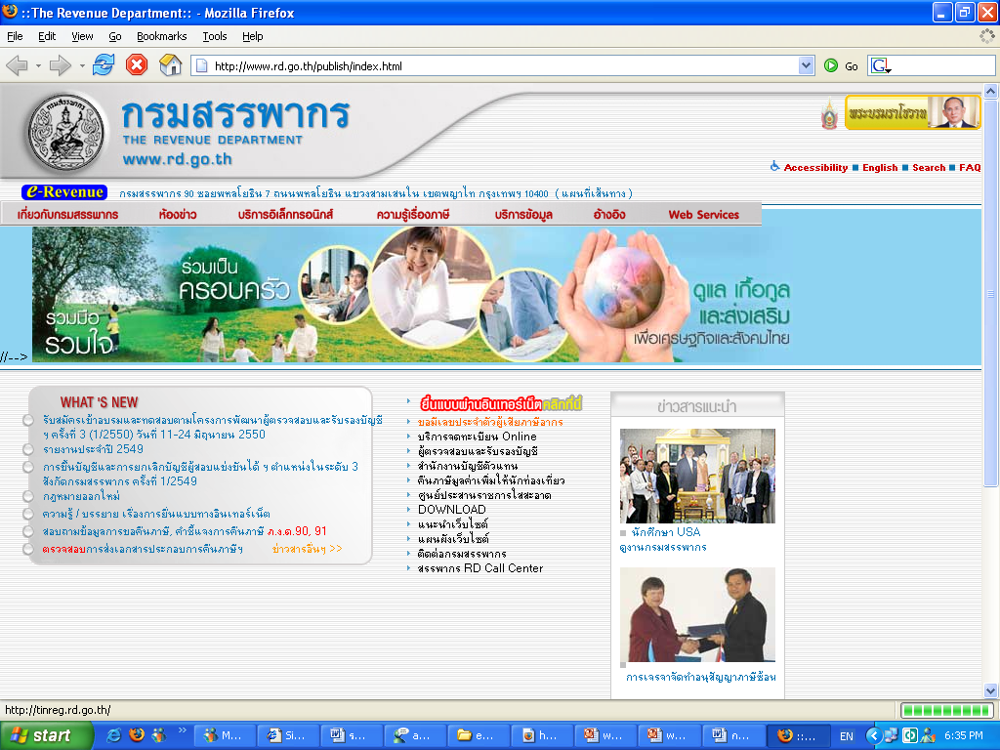 ::The Revenue Department:: - Mozilla Firefox
File Edit View Go Bookmarks Tools Help
http://www.rd.go.th/publish/index.html
Go
G
กรมสรรพากร
THE REVENUE DEPARTMENT
www.rd.go.th
พระบรมราโชวาท
Accessibility English Search FAQ
e-Revenue
กรมสรรพากร 90 ซอยพหลโยธิน 7 ถนนพหลโยธิน แขวงสามเสนใน เขตพญาไท กรุงเทพฯ 10400 ( แผนที่เส้นทาง )
เกี่ยวกับกรมสรรพากร ห้องข่าว บริการอิเล็กทรอนิกส์ ความรู้เรื่องภาษี บริการข้อมูล อ้างอิง Web Services
ร่วมเป็น
ครอบครัว
ร่วมมือ
ร่วมใจ
ดูแล เกื้อกูล
และส่งเสริม
เพื่อเศรษฐกิจและสังคมไทย
//-->
WHAT 'S NEW
รับสมัครเข้าอบรมและทดสอบตามโครงการพัฒนาผู้ตรวจสอบและรับรองบัญชี
ฯ ครั้งที่ 3 (1/2550) วันที่ 11-24 มิถุนายน 2550
รายงานประจำปี 2549
การขึ้นบัญชีและการยกเลิกบัญชีผู้สอบแข่งขันได้ ฯ ตำแหน่งในระดับ 3
สังกัดกรมสรรพากร ครั้งที่ 1/2549
กฎหมายออกใหม่
ความรู้ / บรรยาย เรื่องการยื่นแบบทางอินเทอร์เน็ต
สอบถามข้อมูลการขอคืนภาษี, คำชี้แจงการคืนภาษี ภ.ง.ด.90, 91
ตรวจสอบการส่งเอกสารประกอบการคืนภาษีฯ ข่าวสารอื่นๆ >>
ยื่นแบบผ่านอินเทอร์เน็ตคลิกที่นี่
ขอมีเลขประจำตัวผู้เสียภาษีอากร
บริการจดทะเบียน Online
ผู้ตรวจสอบและรับรองบัญชี
สำนักงานบัญชีตัวแทน
คืนภาษีมูลค่าเพิ่มให้นักท่องเที่ยว
ศูนย์ประสานราชการใสสะอาด
DOWNLOAD
แนะนำเว็บไซต์
แผนผังเว็บไซต์
ติดต่อกรมสรรพากร
สรรพากร RD Call Center
ข่าวสารแนะนำ
นักศึกษา USA
ดูงานกรมสรรพากร
การเจรจาจัดทำอนุสัญญาภาษีซ้อน
http://tinreg.rd.go.th/
start
M...
Si...
ร...
a...
e...
h...
w...
w...
ก...
::...
EN
6:35 PM